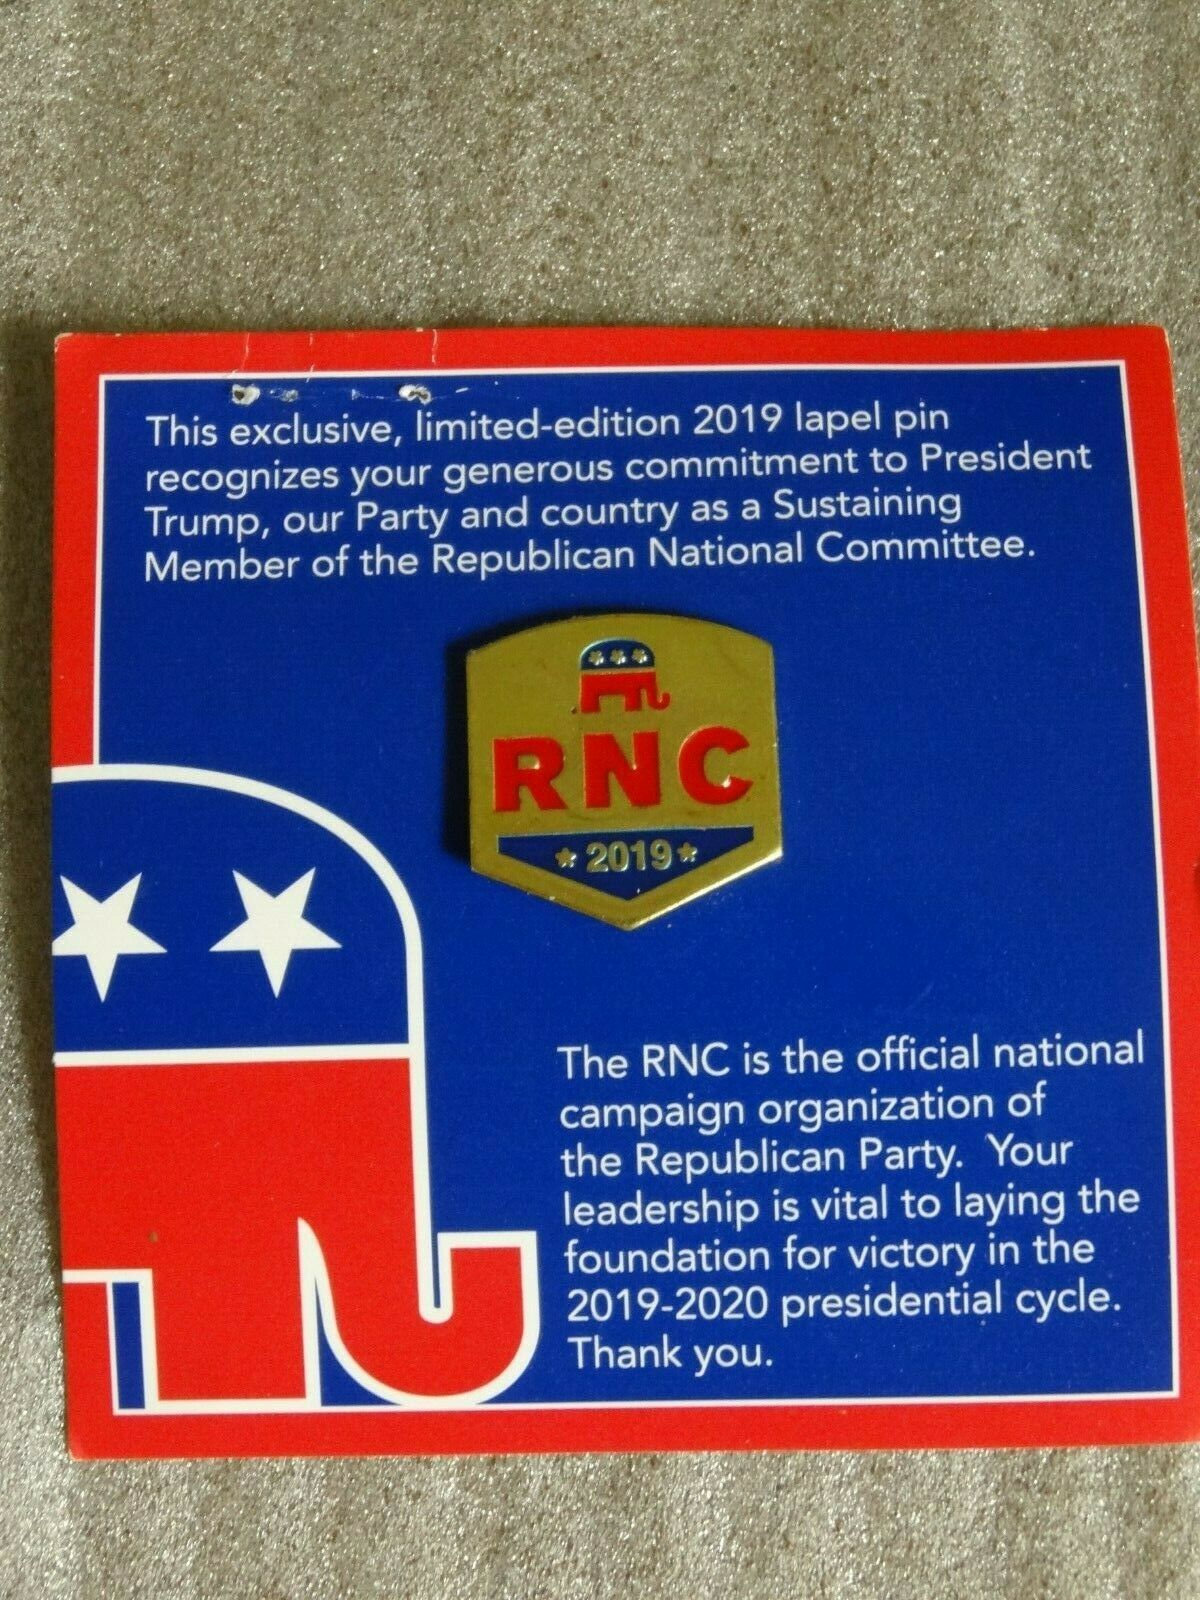 This exclusive, limited-edition 2019 lapel pin
recognizes your generous commitment to President
Trump, our Party and country as a Sustaining
Member of the Republican National Committee.
RNC
2019
The RNC is the official national
campaign organization of
the Republican Party. Your
leadership is vital to laying the
foundation for victory in the
2019-2020 presidential cycle.
Thank you.